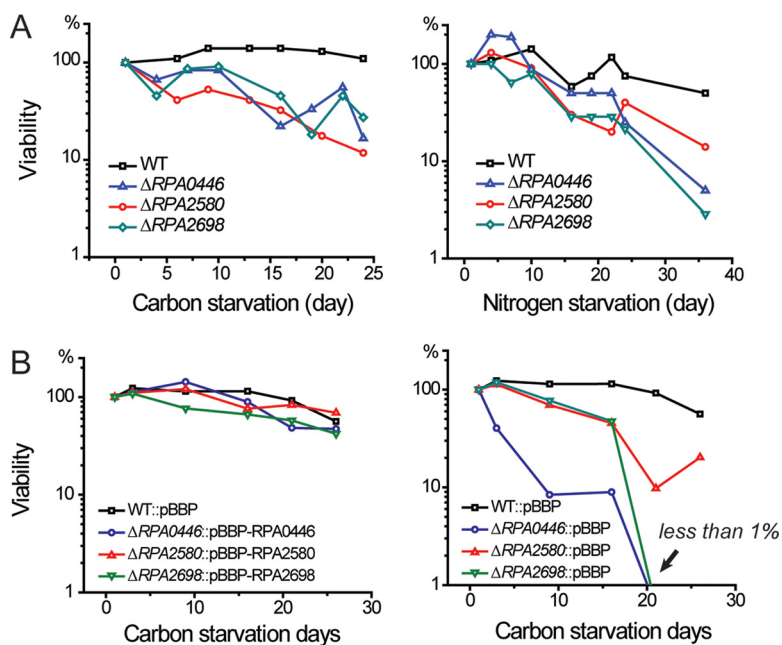 A
%
100
10
1
Viability
WT
ΔRPA0446
ΔRPA2580
ΔRPA2698
0 5 10 15 20 25
Carbon starvation (day)
%
100
10
1
WT
ΔRPA0446
ΔRPA2580
ΔRPA2698
0 10 20 30 40
Nitrogen starvation (day)
B
%
100
10
1
Viability
WT::pBBP
ΔRPA0446::pBBP-RPA0446
ΔRPA2580::pBBP-RPA2580
ΔRPA2698::pBBP-RPA2698
0 10 20 30
Carbon starvation days
%
100
10
1
WT::pBBP
ΔRPA0446::pBBP
ΔRPA2580::pBBP
ΔRPA2698::pBBP
less than 1%
0 10 20 30
Carbon starvation days